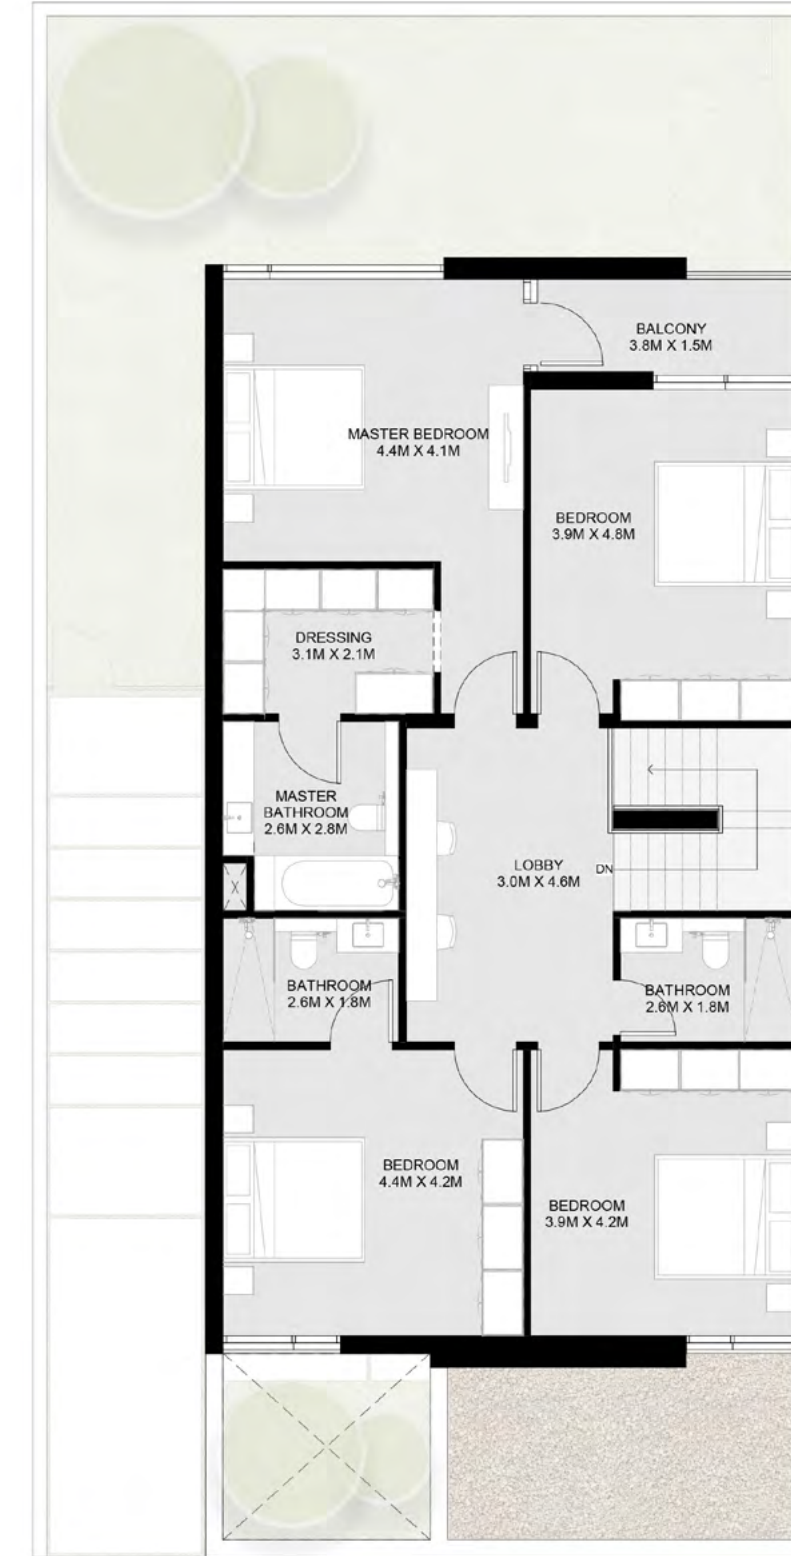 BALCONY
3.8M X 1.5M
MASTER BEDROOM
4.4M X 4.1M
BEDROOM
3.9M X 4.8M
DRESSING
3.1M X 2.1M
MASTER
BATHROOM
2.6M X 2.8M
LOBBY
3.0M X 4.6M
DN
BATHROOM
2.6M X 1.8M
BATHROOM
2.6M X 1.8M
BEDROOM
4.4M X 4.2M
BEDROOM
3.9M X 4.2M